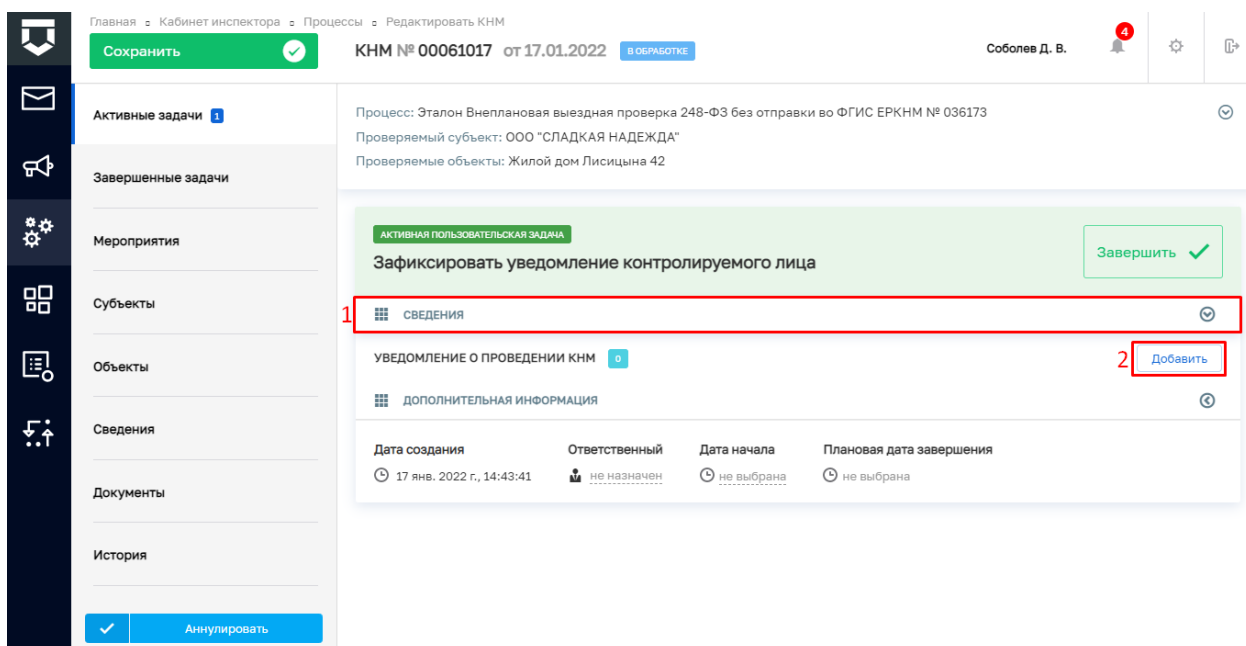 Главная Кабинет инспектора Процессы Редактировать КНМ
Сохранить
КНМ № 00061017 от 17.01.2022 В ОБРАБОТКЕ
Соболев Д. В.
4
Активные задачи 1
Завершенные задачи
Мероприятия
Субъекты
Объекты
Сведения
Документы
История
Аннулировать
Процесс: Эталон Внеплановая выездная проверка 248-ФЗ без отправки во ФГИС ЕРКНМ № 036173
Проверяемый субъект: ООО "СЛАДКАЯ НАДЕЖДА"
Проверяемые объекты: Жилой дом Лисицына 42
АКТИВНАЯ ПОЛЬЗОВАТЕЛЬСКАЯ ЗАДАЧА
Зафиксировать уведомление контролируемого лица
Завершить
1 СВЕДЕНИЯ
УВЕДОМЛЕНИЕ О ПРОВЕДЕНИИ КНМ 0
2 Добавить
ДОПОЛНИТЕЛЬНАЯ ИНФОРМАЦИЯ
Дата создания Ответственный Дата начала Плановая дата завершения
17 янв. 2022 г., 14:43:41 не назначен не выбрана не выбрана